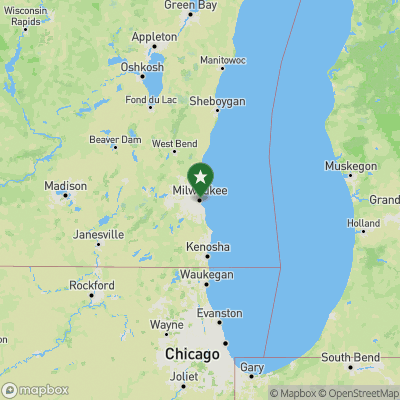 Green Bay
Wisconsin
Rapids
Appleton
Manitowoc
Oshkosh
Fond du Lac
Sheboygan
Beaver Dam
West Bend
Muskegon
Madison
Milwaukee
Grand
Holland
Janesville
Kenosha
Waukegan
Rockford
Evanston
Wayne
Chicago
South Bend
Gary
Joliet
mapbox
© Mapbox © OpenStreetMap